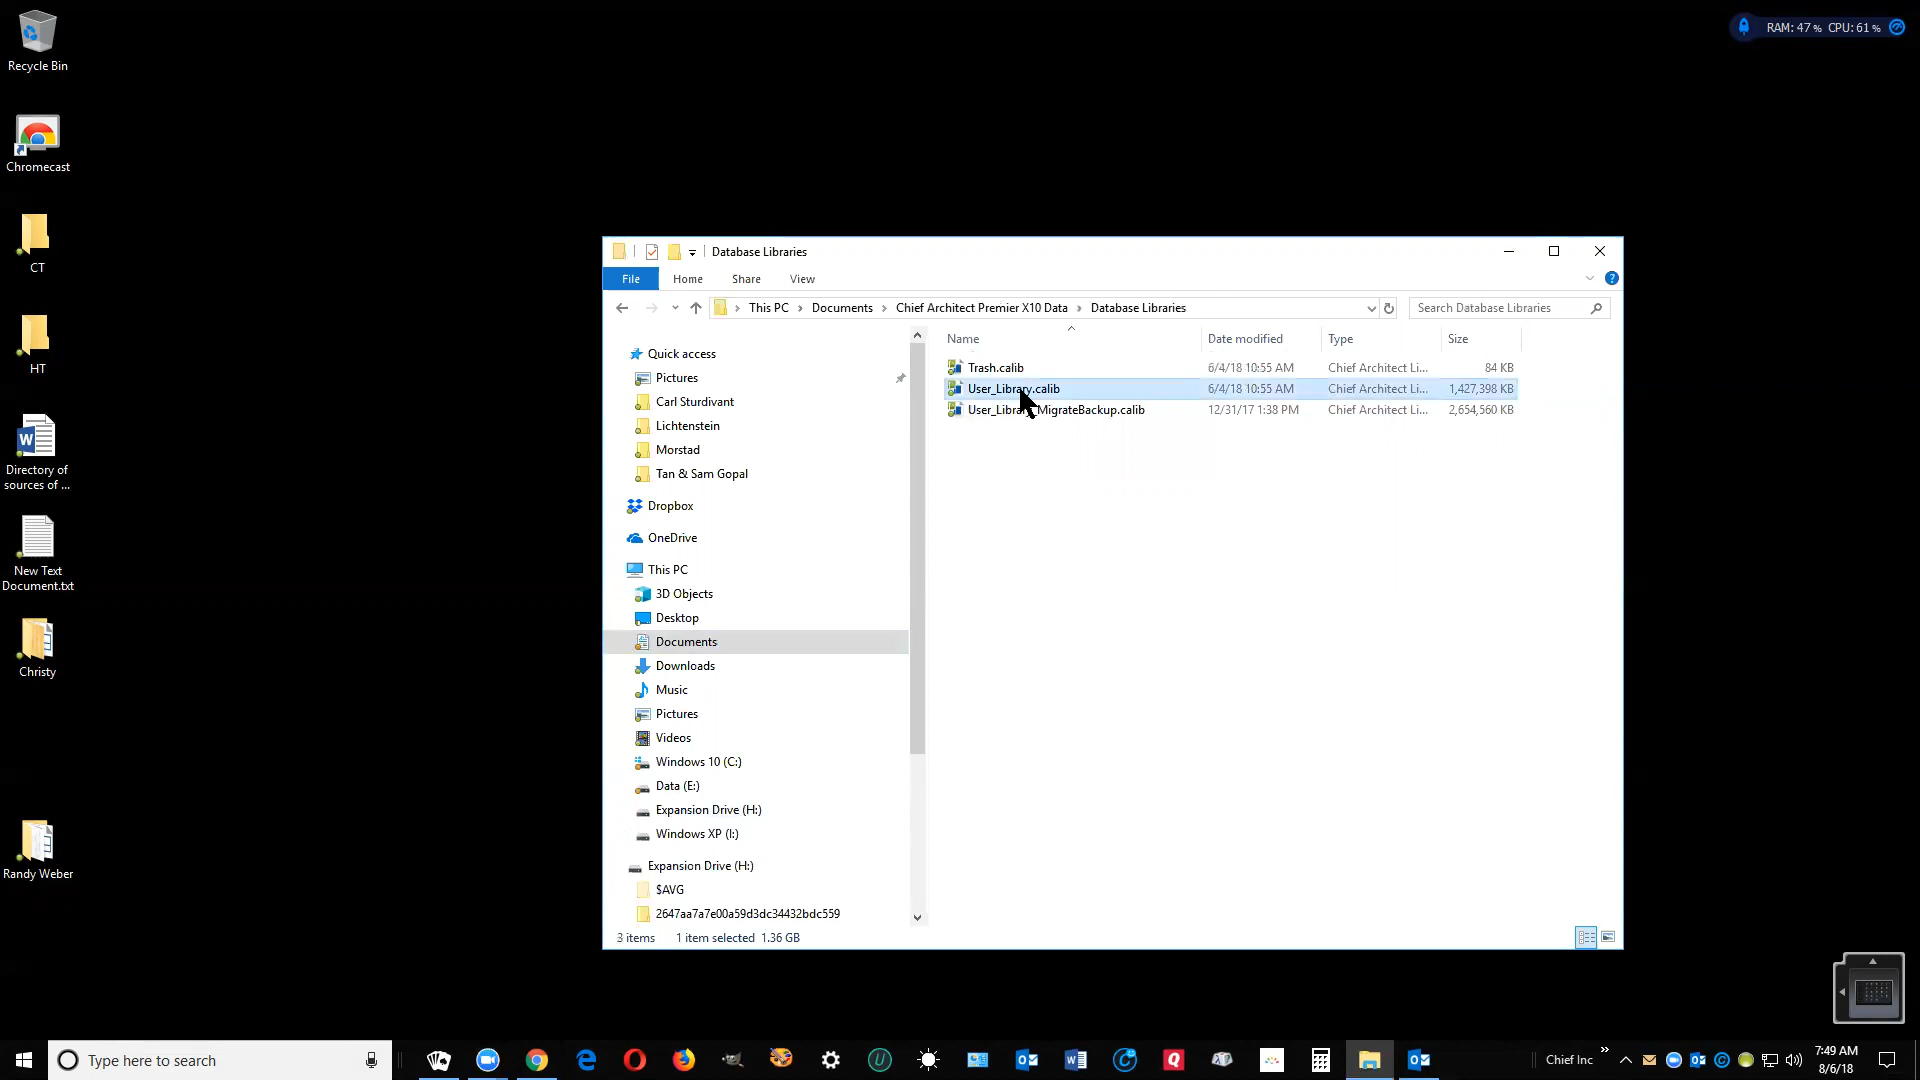 Recycle Bin
RAM: 47 % CPU: 61 %
Chromecast
CT
HT
Directory of
sources of ...
New Text
Document.txt
Christy
Randy Weber
Database Libraries
File Home Share View
This PC Documents Chief Architect Premier X10 Data Database Libraries
Search Database Libraries
Name Date modified Type Size
Trash.calib 6/4/18 10:55 AM Chief Architect Li... 84 KB
User_Library.calib 6/4/18 10:55 AM Chief Architect Li... 1,427,398 KB
User_Library_MigrateBackup.calib 12/31/17 1:38 PM Chief Architect Li... 2,654,560 KB
Quick access
Pictures
Carl Sturdivant
Lichtenstein
Morstad
Tan & Sam Gopal
Dropbox
OneDrive
This PC
3D Objects
Desktop
Documents
Downloads
Music
Pictures
Videos
Windows 10 (C:)
Data (E:)
Expansion Drive (H:)
Windows XP (I:)
Expansion Drive (H:)
$AVG
2647aa7a7e00a59d3dc34432bdc559
3 items 1 item selected 1.36 GB
Type here to search
Chief Inc
7:49 AM
8/6/18